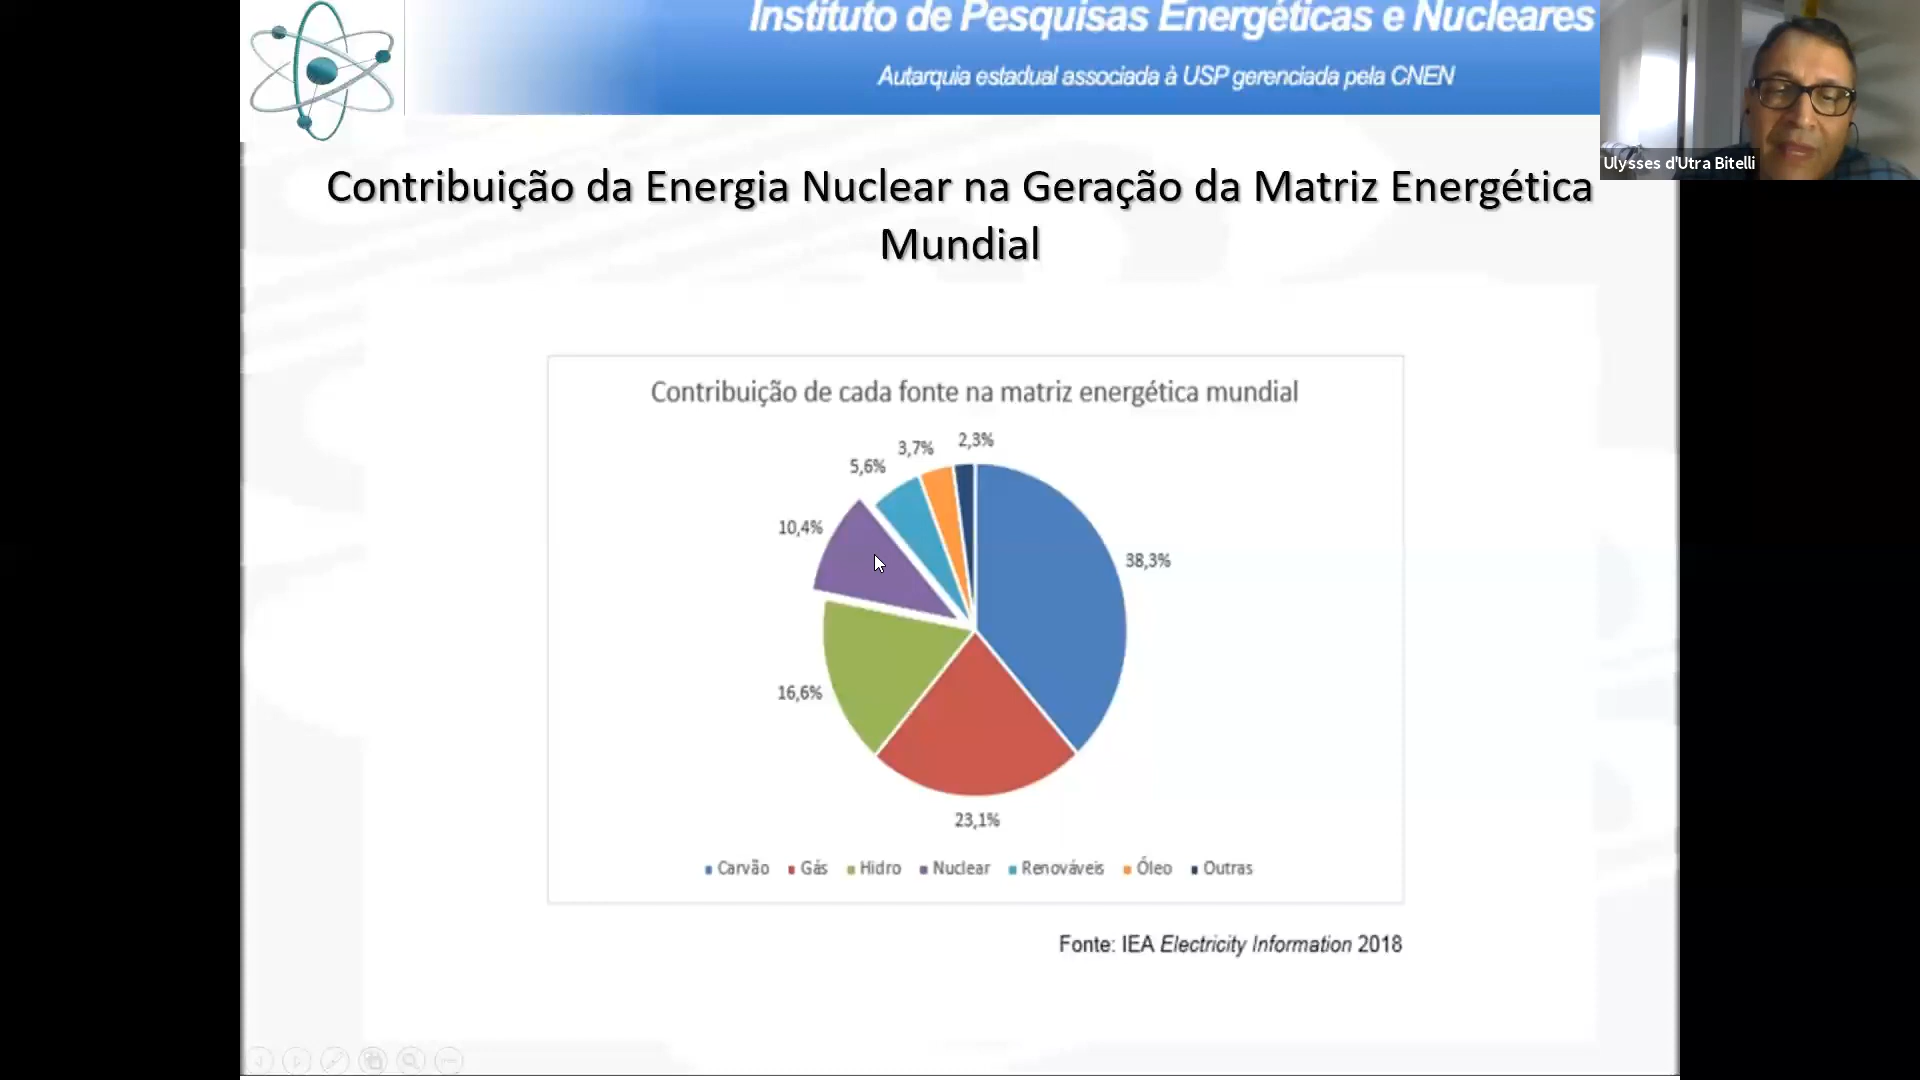 Instituto de Pesquisas Energéticas e Nucleares
Autarquia estadual associada à USP gerenciada pela CNEN
Ulysses d'Utra Bitelli
Contribuição da Energia Nuclear na Geração da Matriz Energética
Mundial
Contribuição de cada fonte na matriz energética mundial
2,3%
3,7%
5,6%
10,4%
38,3%
16,6%
23,1%
Carvão Gás Hidro Nuclear Renováveis Óleo Outras
Fonte: IEA Electricity Information 2018